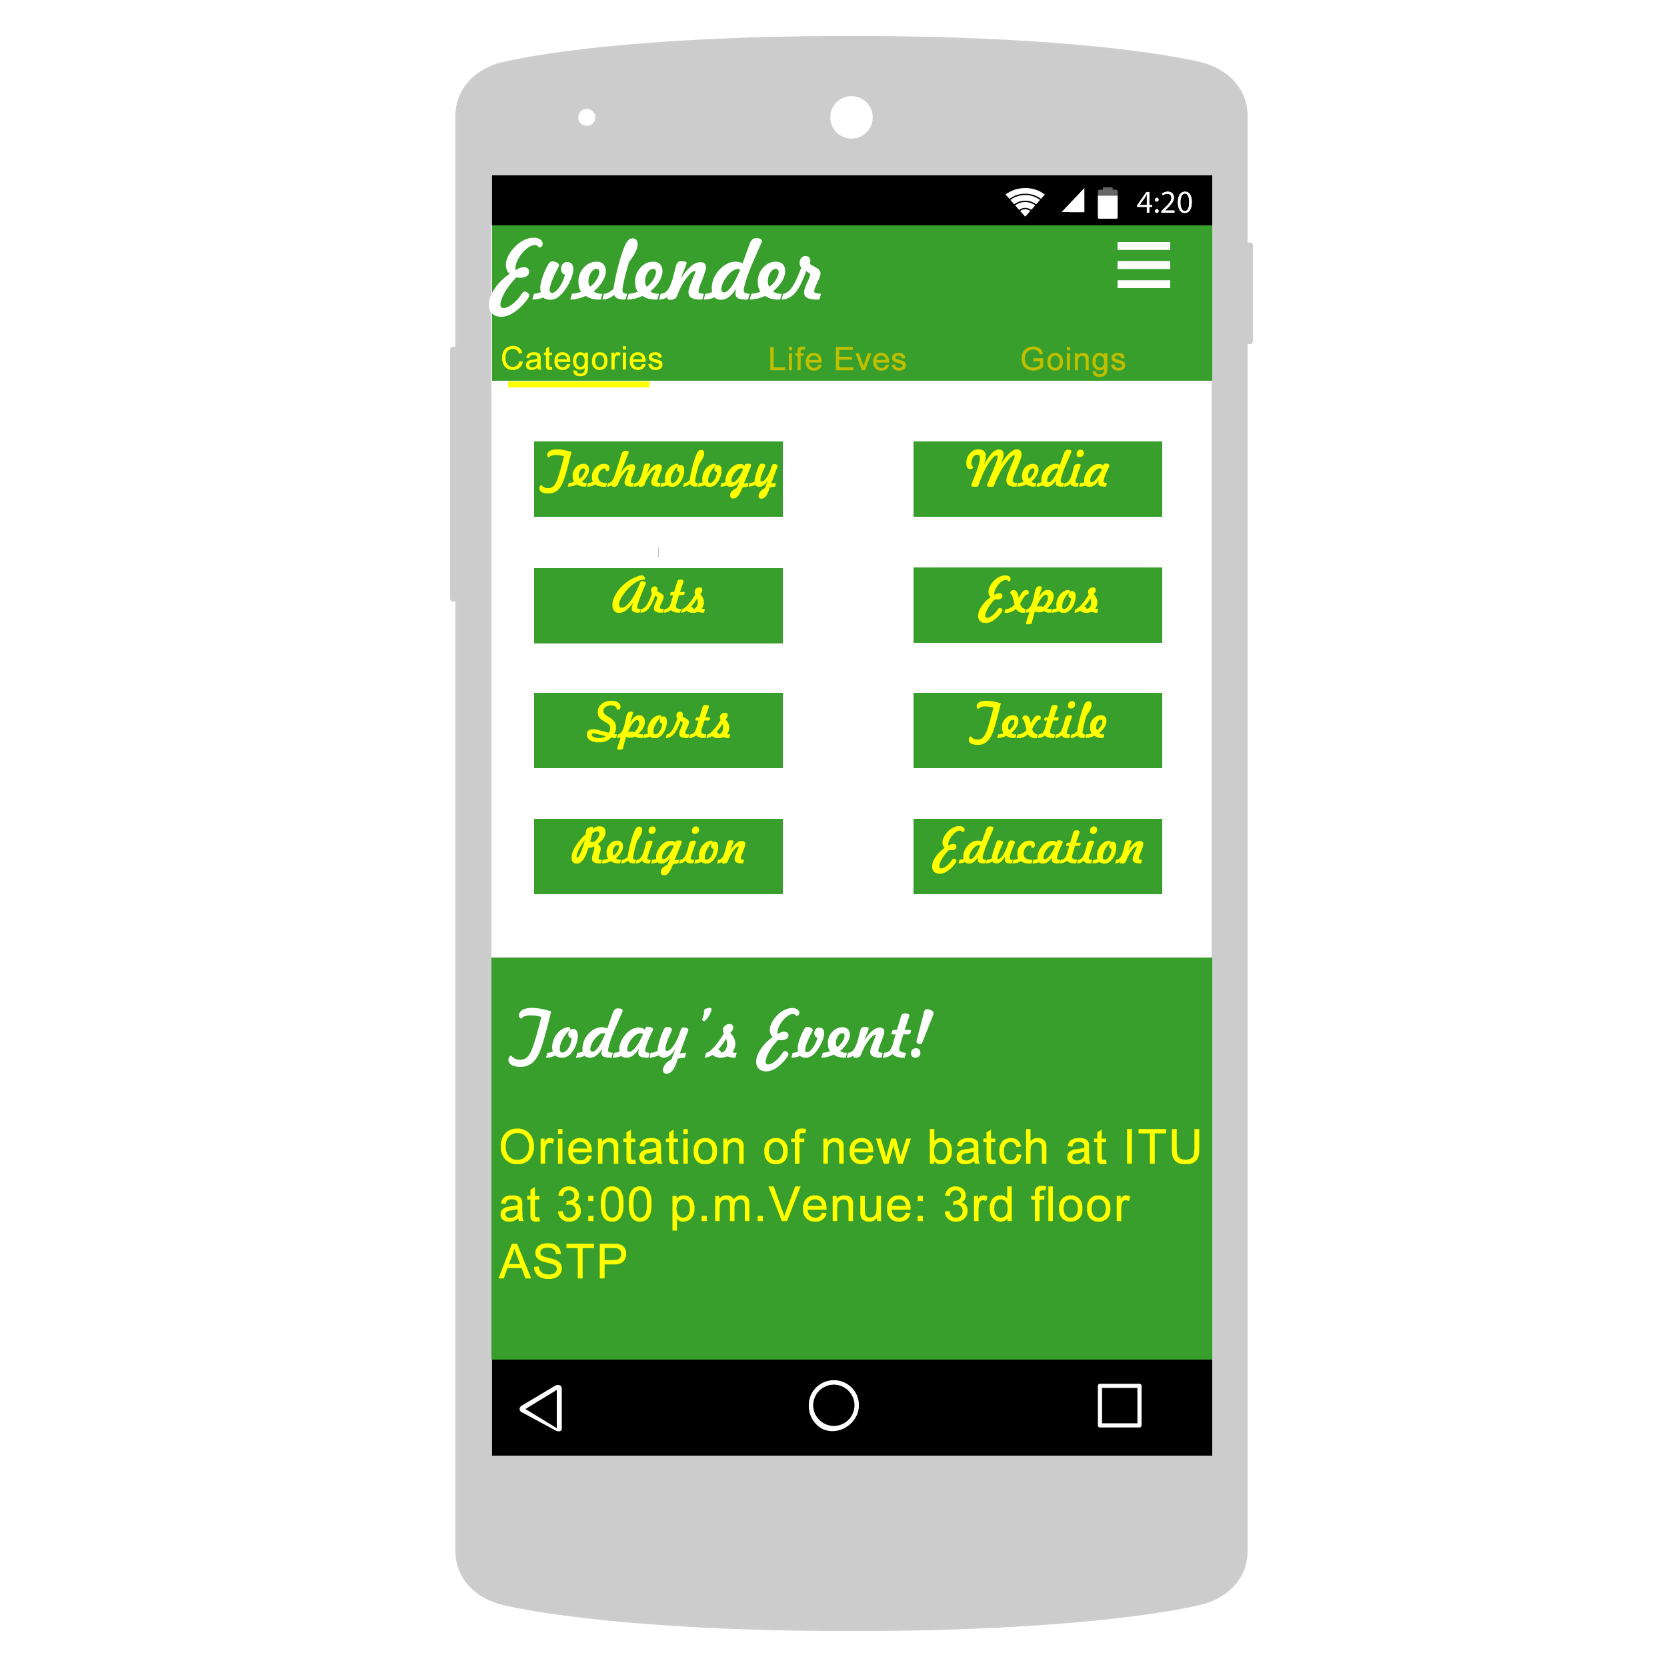 4:20
Evelender
Categories Life Eves Goings
Technology Media
Arts Expos
Sports Textile
Religion Education
Today's Event!
Orientation of new batch at ITU
at 3:00 p.m.Venue: 3rd floor
ASTP